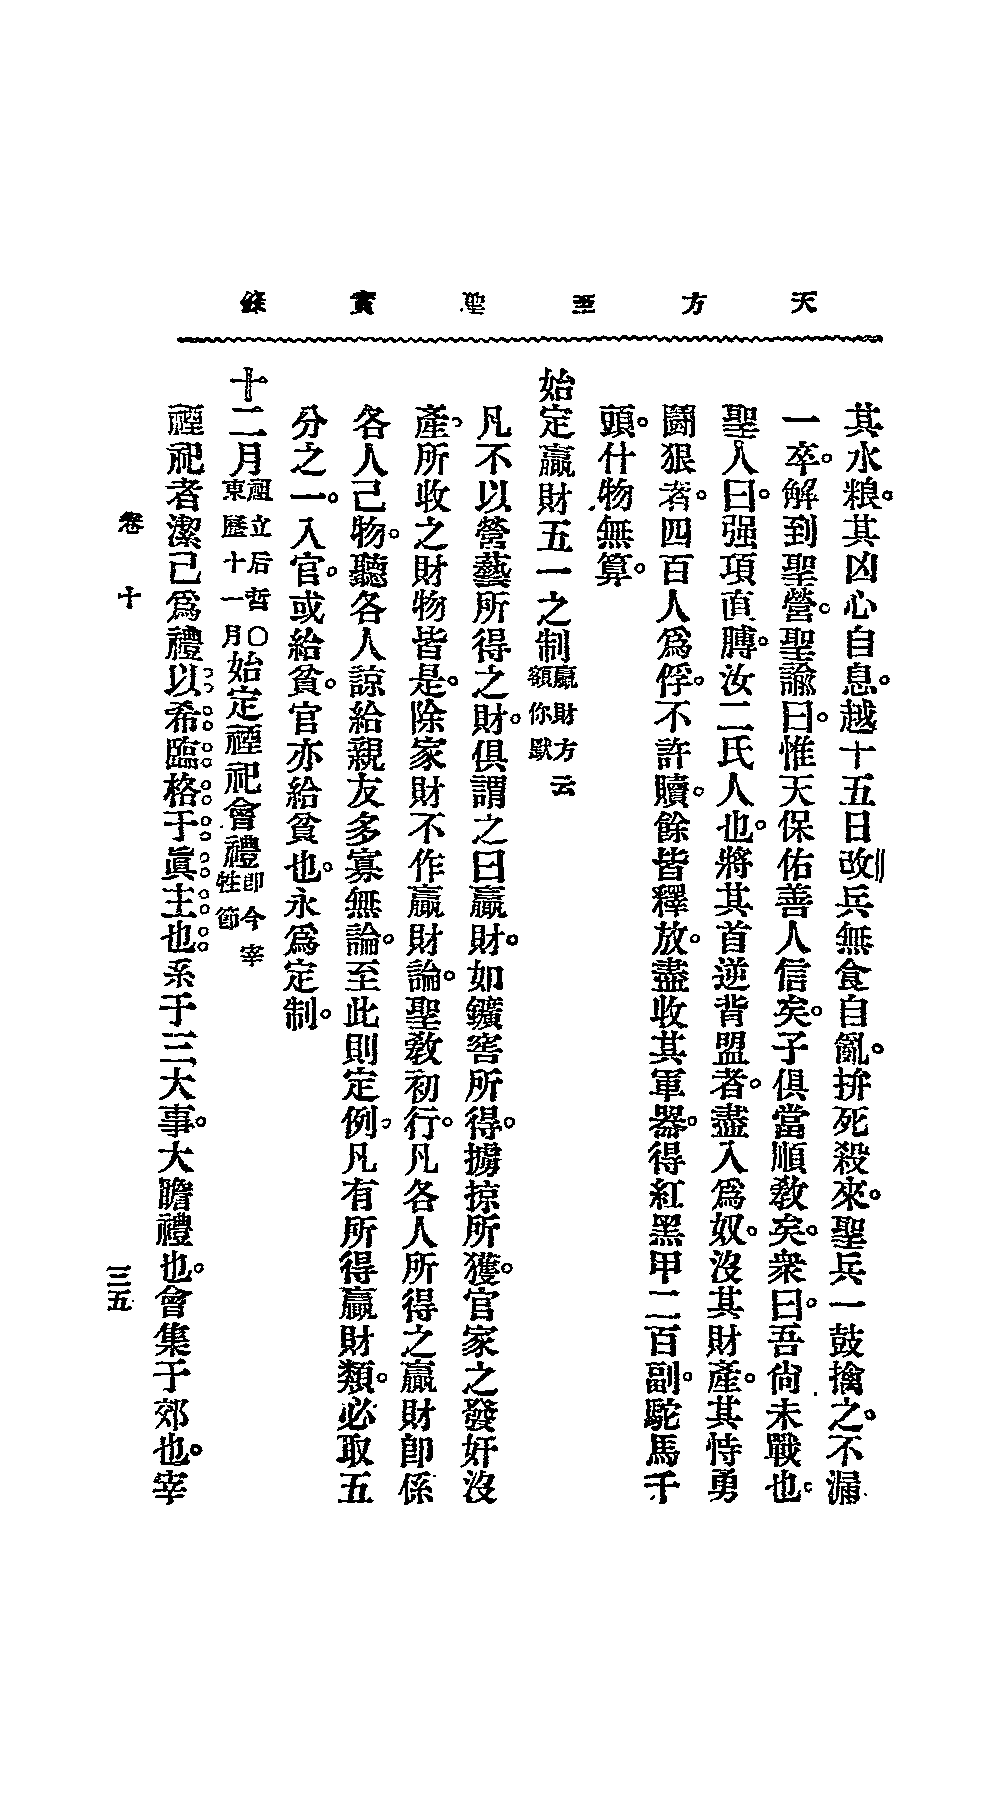 天方至聖實錄
其水粮。其凶心自息。越十五日改兵無食自亂。拚死殺來。聖兵一鼓擒之。不漏
一卒。解到聖營。聖諭曰。惟天保佑善人信矣。子俱當順教矣。衆曰。吾尙未戰也。
聖人曰。强項直膊。汝二氏人也。將其首逆背盟者。盡入爲奴。沒其財產。其恃勇
鬪狠者。四百人爲俘。不許贖。餘皆釋放。盡收其軍器。得紅黑甲二百副。駝馬千
頭。什物無算。
始定贏財五一之制贏財方云額你默
凡不以營藝所得之財。俱謂之曰贏財。如鑛窖所得。擄掠所獲。官家之發奸沒
產。所收之財物皆是。除家財不作贏財論。聖教初行。凡各人所得之贏財卽係
各人己物。聽各人諒給親友多寡無論。至此則定例。凡有所得贏財類。必取五
分之一。入官。或給貧。官亦給貧也。永爲定制。
十二月祖立后哲〇東歷十一月始定禋祀會禮卽今宰牲節
禋祀者潔己爲禮以希臨格于眞主也系于三大事。大瞻禮也。會集于郊也。宰
卷十
三五